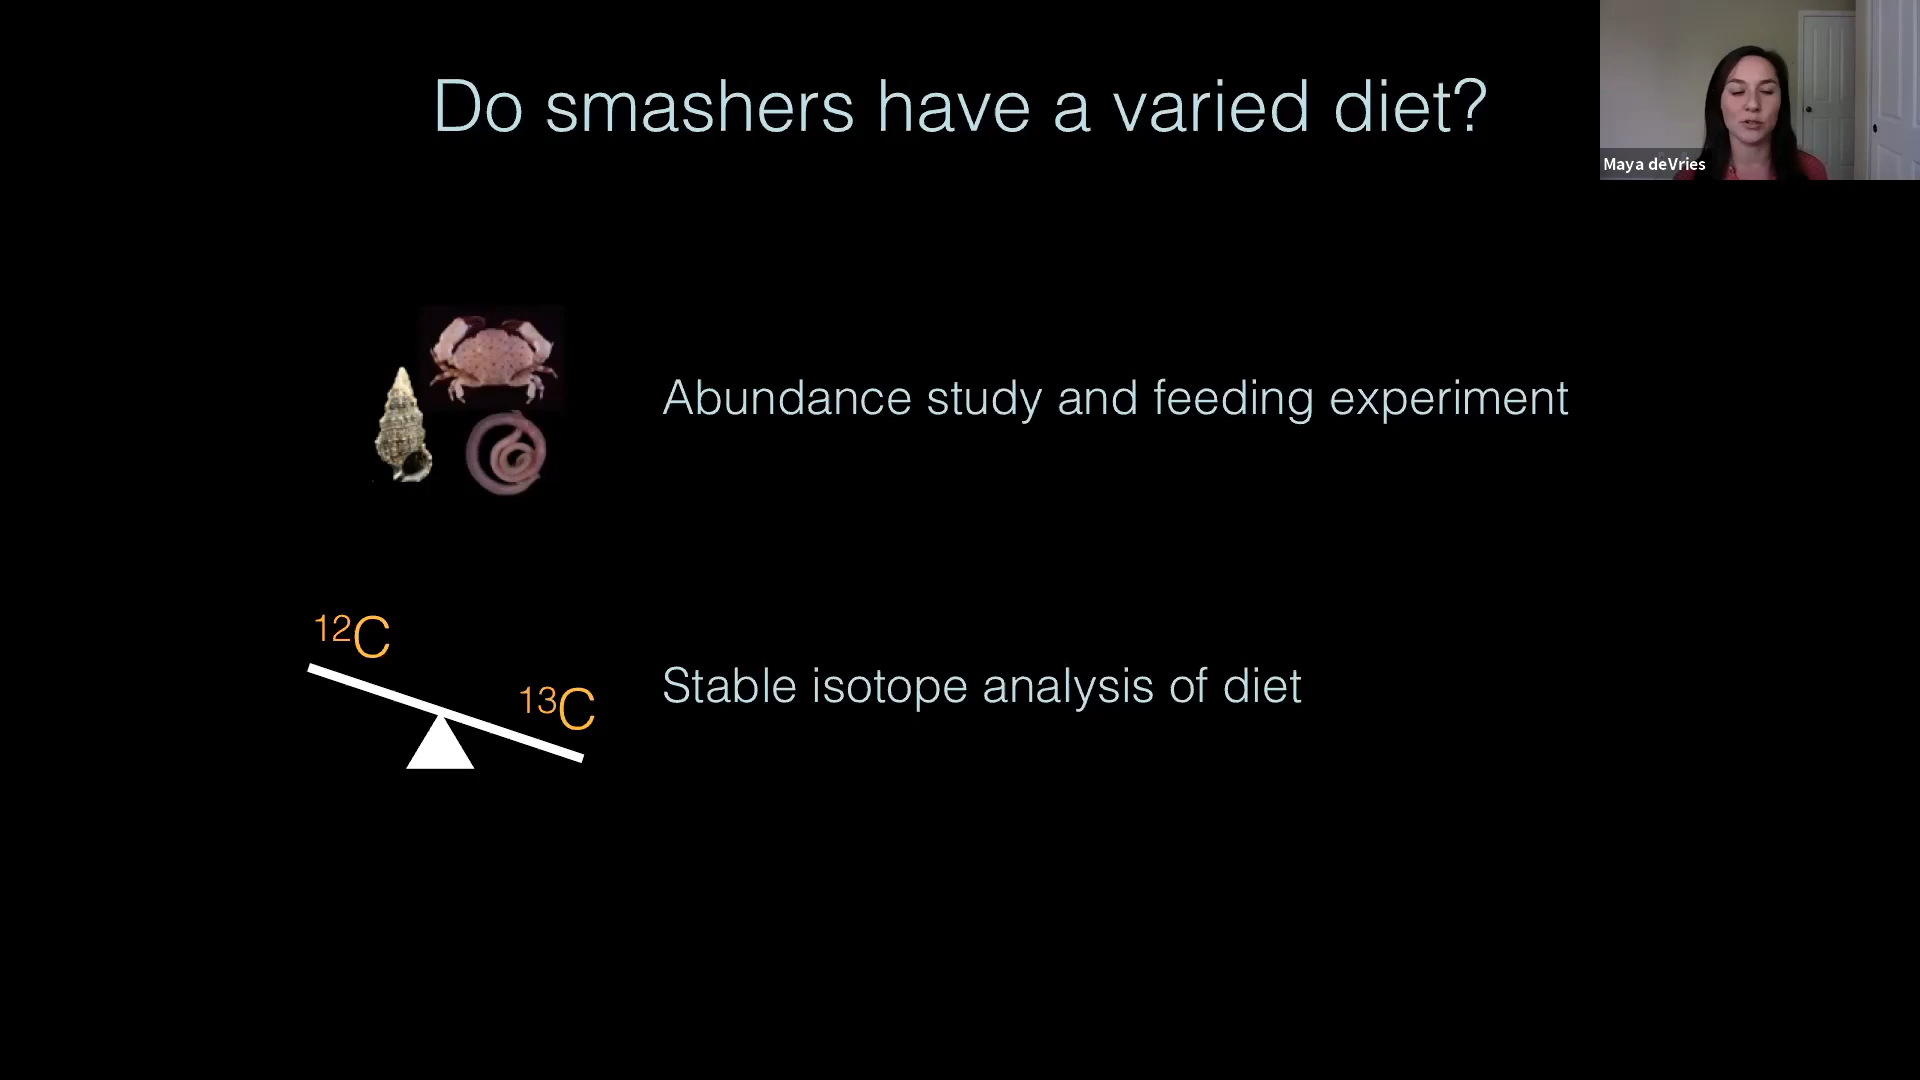 Do smashers have a varied diet?
Maya deVries
Abundance study and feeding experiment
¹²C
¹³C
Stable isotope analysis of diet